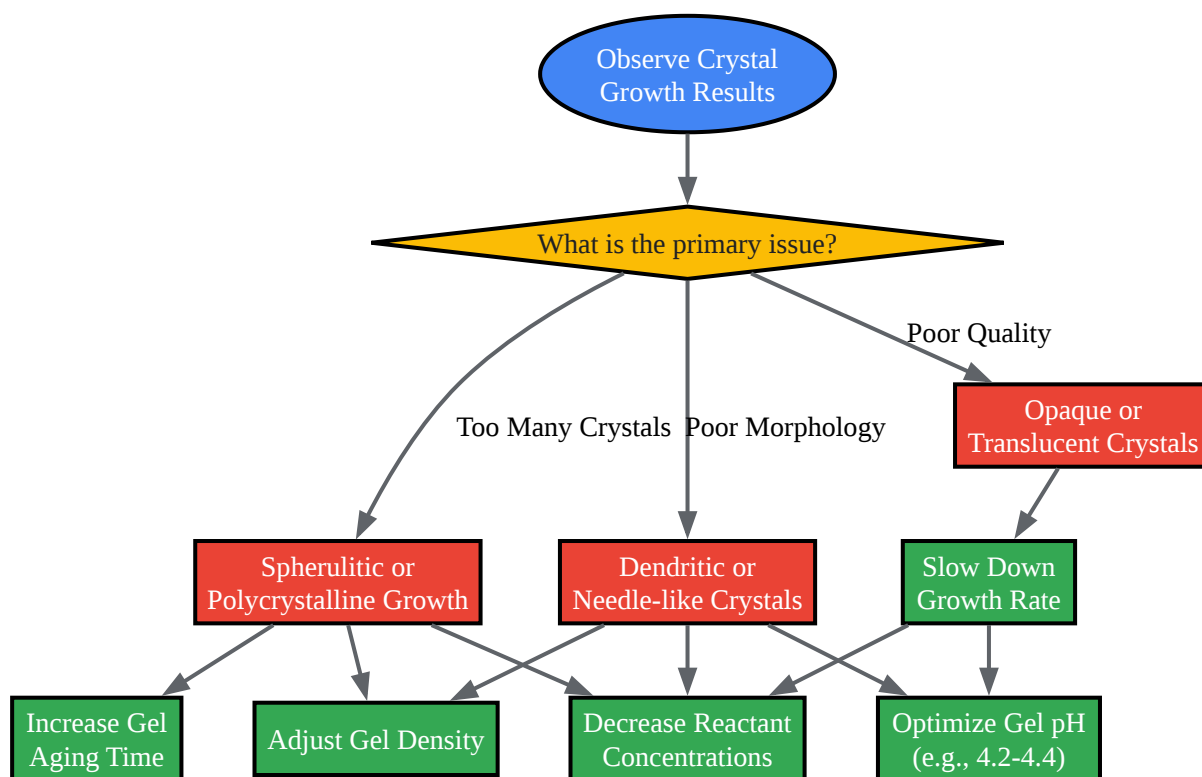 Observe Crystal
Growth Results
What is the primary issue?
Poor Quality
Too Many Crystals
Poor Morphology
Opaque or
Translucent Crystals
Spherulitic or
Polycrystalline Growth
Dendritic or
Needle-like Crystals
Slow Down
Growth Rate
Increase Gel
Aging Time
Adjust Gel Density
Decrease Reactant
Concentrations
Optimize Gel pH
(e.g., 4.2-4.4)